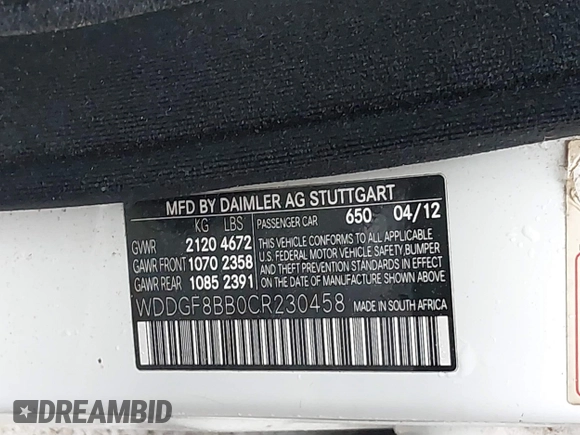 MFD BY DAIMLER AG STUTTGART
KG LBS PASSENGER CAR 650 04/12
GVWR 2120 4672
GAWR FRONT 1070 2358
GAWR REAR 1085 2391
THIS VEHICLE CONFORMS TO ALL APPLICABLE
U.S. FEDERAL MOTOR VEHICLE SAFETY, BUMPER
AND THEFT PREVENTION STANDARDS IN EFFECT
ON THE DATE OF MANUFACTURE SHOWN ABOVE.
WDDGF8BB0CR230458 MADE IN SOUTH AFRICA
DREAMBID